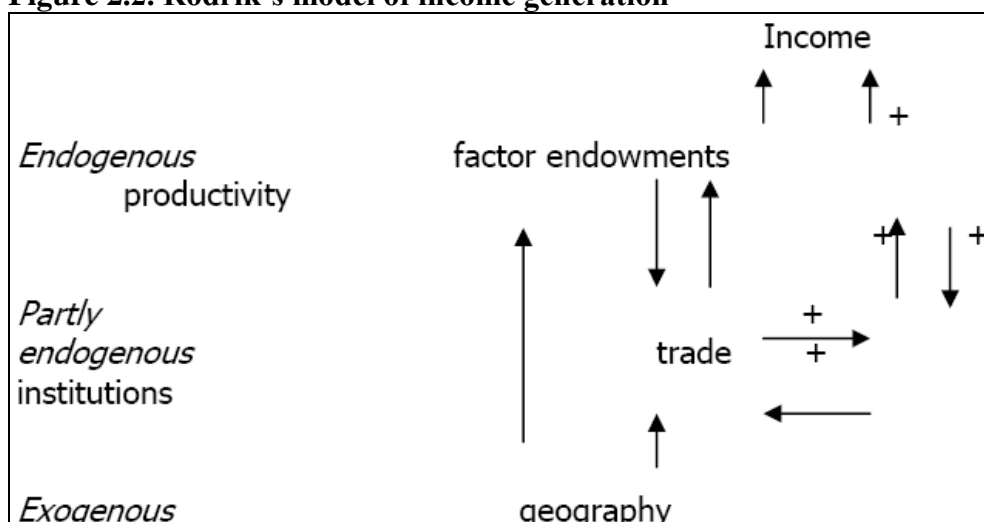 Figure 2.2: Rodrik's model of income generation
Income
+
Endogenous factor endowments
productivity
+ +
Partly
+
endogenous trade +
institutions
Exogenous geography